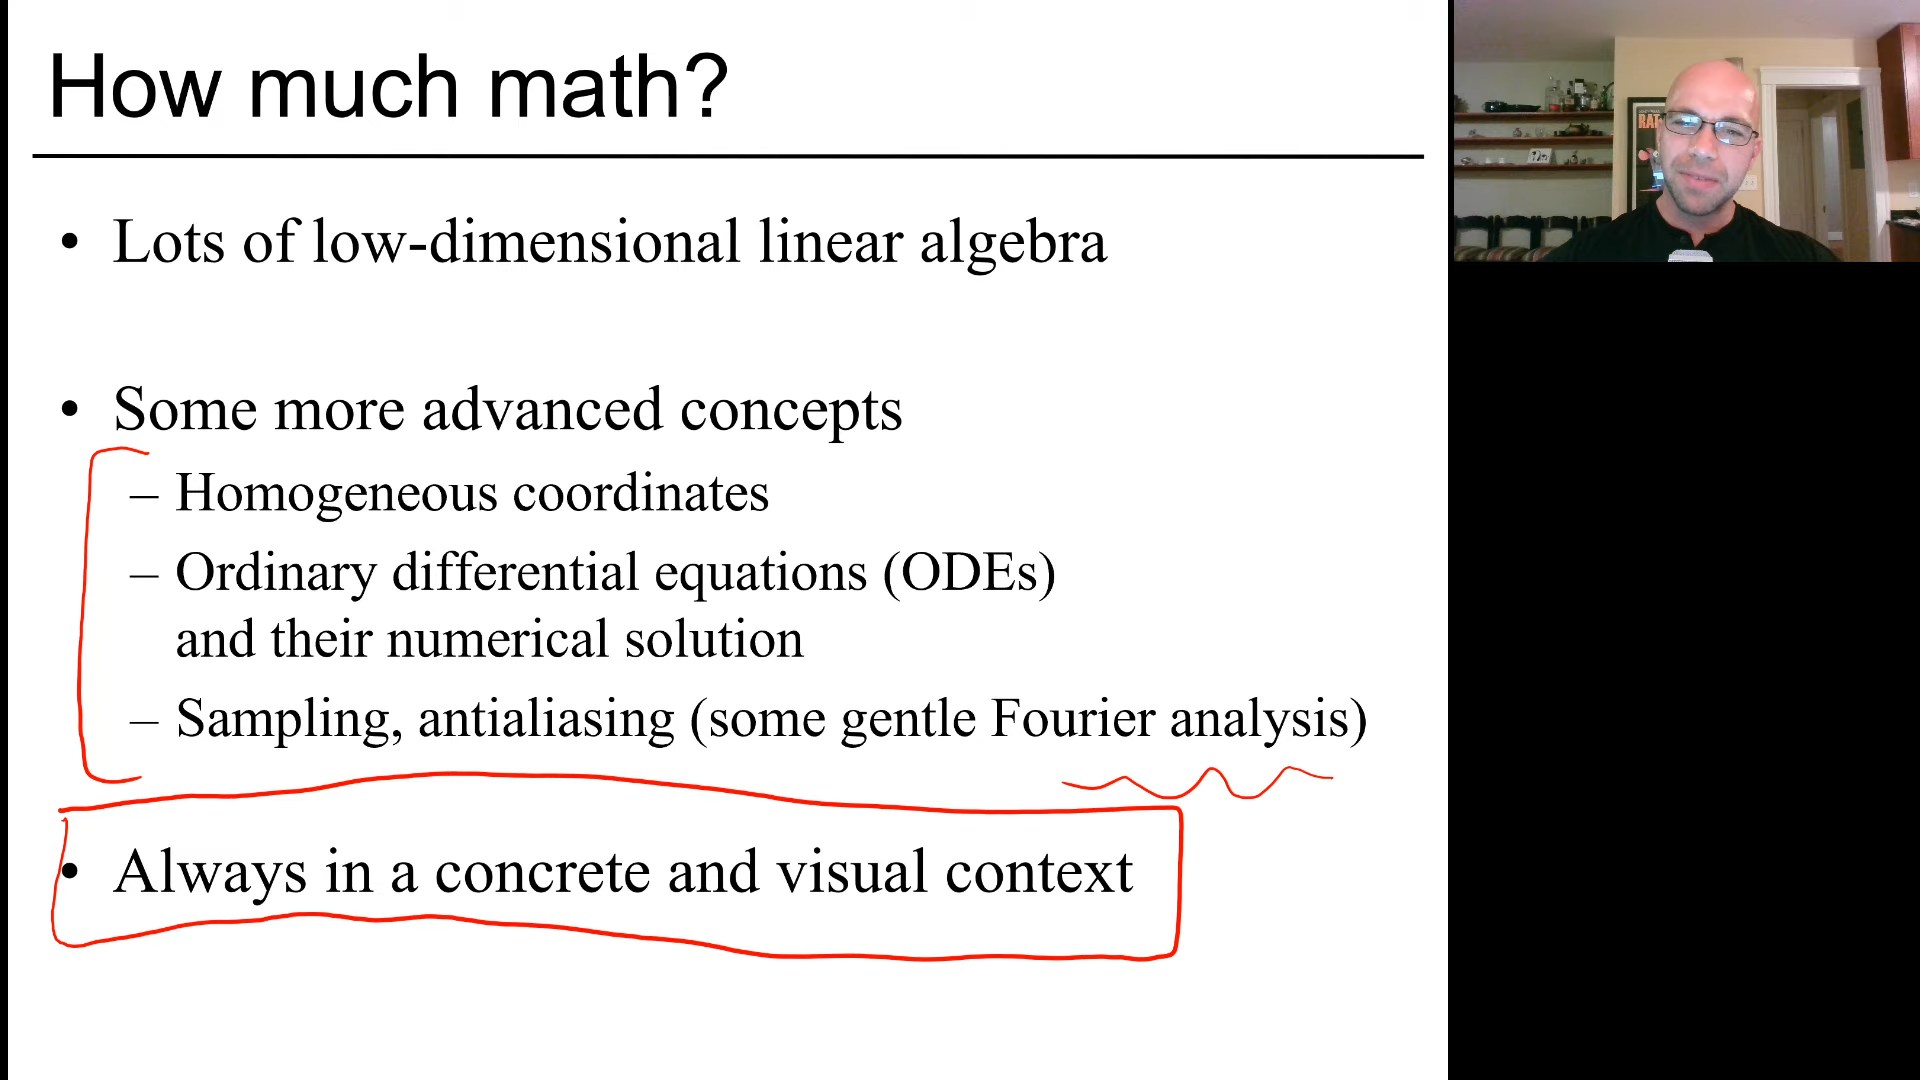 How much math?
• Lots of low-dimensional linear algebra
• Some more advanced concepts
– Homogeneous coordinates
– Ordinary differential equations (ODEs)
and their numerical solution
– Sampling, antialiasing (some gentle Fourier analysis)
• Always in a concrete and visual context
RAT